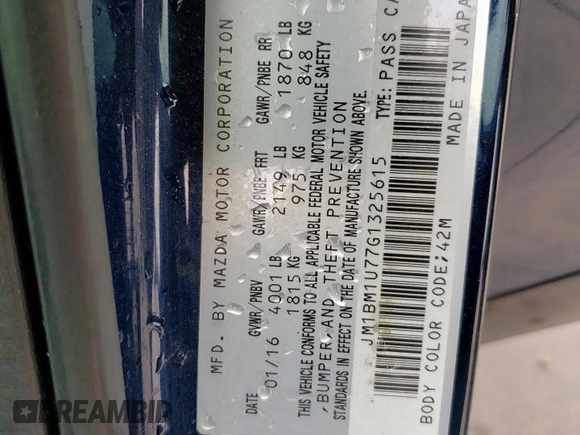 MFD. BY MAZDA MOTOR CORPORATION
DATE GVWR/PNBV GAWR/PNBE FRT GAWR/PNBE RR
01/16 4001 LB 2149 LB 1870 LB
1815 KG 975 KG 848 KG
THIS VEHICLE CONFORMS TO ALL APPLICABLE FEDERAL MOTOR VEHICLE SAFETY
,BUMPER, AND THEFT PREVENTION
STANDARDS IN EFFECT ON THE DATE OF MANUFACTURE SHOWN ABOVE.
JM1BM1U77G1325615 TYPE: PASS CA
BODY COLOR CODE;42M MADE IN JAPA
DREAMBID